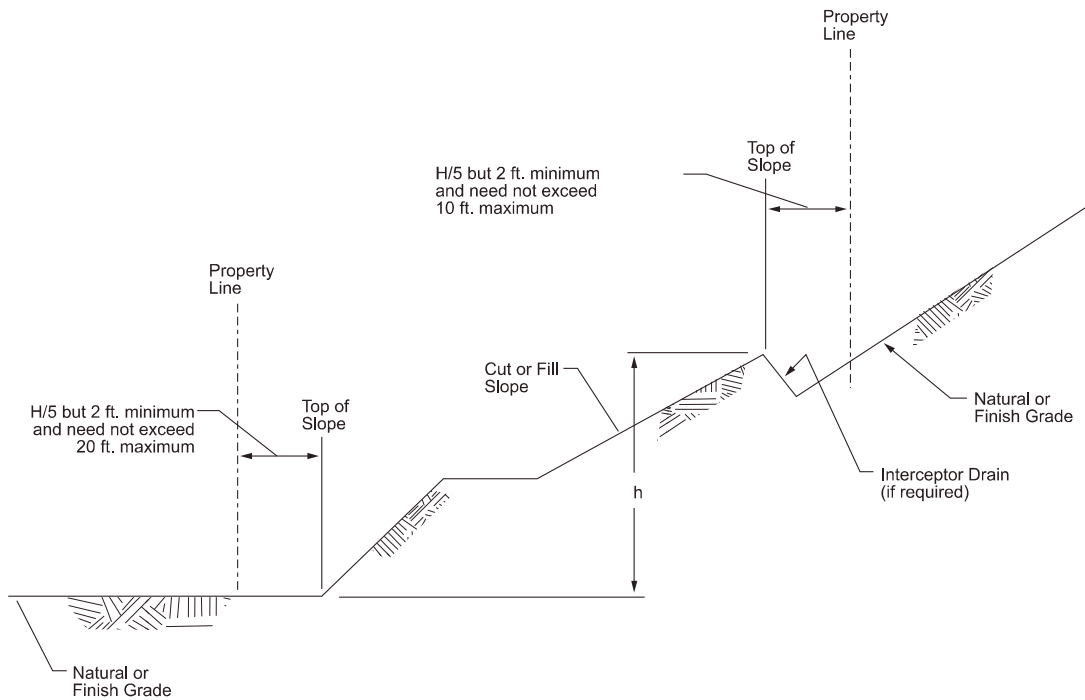 Property
Line
H/5 but 2 ft. minimum
and need not exceed
10 ft. maximum
Top of
Slope
Property
Line
H/5 but 2 ft. minimum
and need not exceed
20 ft. maximum
Top of
Slope
Cut or Fill
Slope
h
Natural or
Finish Grade
Interceptor Drain
(if required)
Natural or
Finish Grade